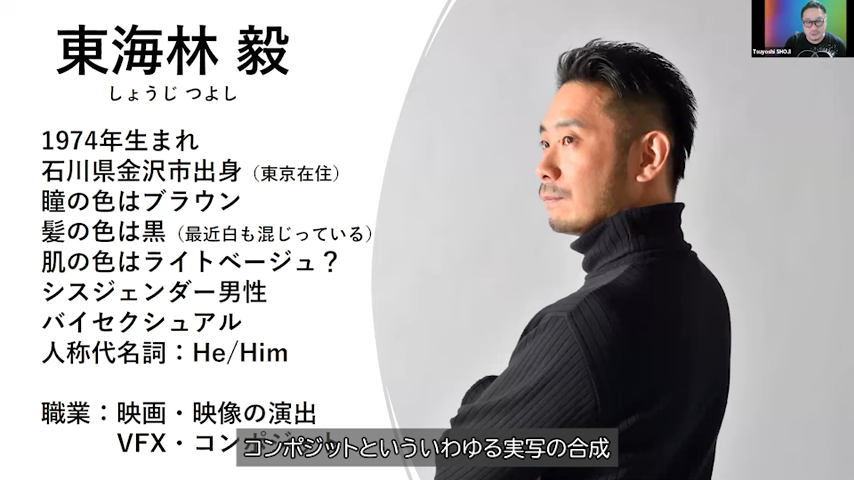 東海林 毅
しょうじ つよし
1974年生まれ
石川県金沢市出身（東京在住）
瞳の色はブラウン
髪の色は黒（最近白も混じっている）
肌の色はライトベージュ？
シスジェンダー男性
バイセクシュアル
人称代名詞：He/Him
職業：映画・映像の演出
VFX・コンポジット
コンポジットといういわゆる実写の合成
Tsuyoshi SHOJI